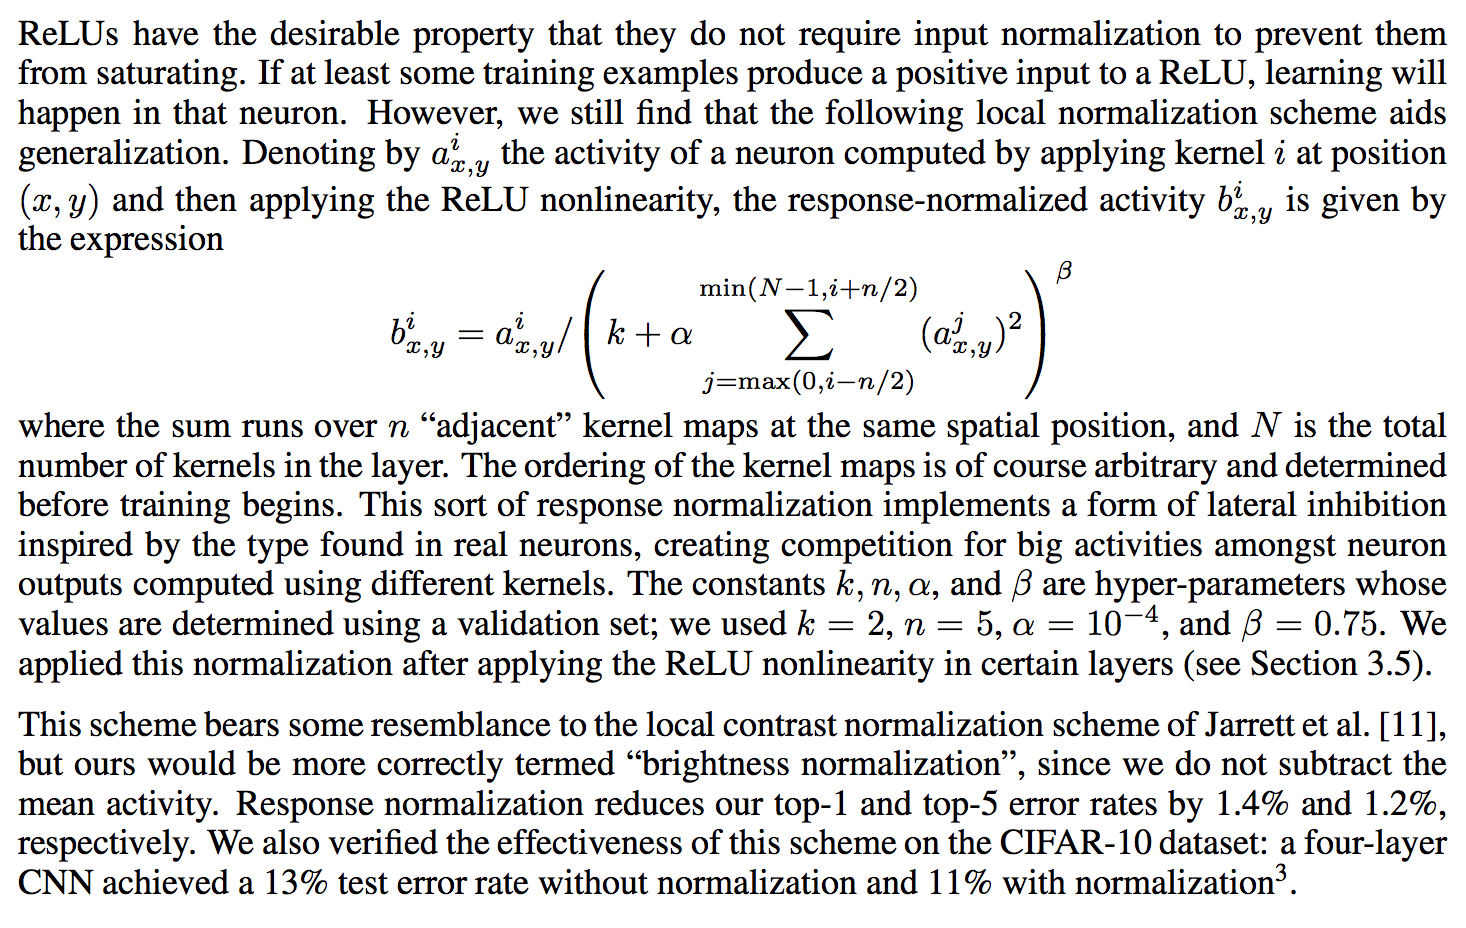 ReLUs have the desirable property that they do not require input normalization to prevent them
from saturating. If at least some training examples produce a positive input to a ReLU, learning will
happen in that neuron. However, we still find that the following local normalization scheme aids
generalization. Denoting by $a^i_{x,y}$ the activity of a neuron computed by applying kernel $i$ at position
$(x, y)$ and then applying the ReLU nonlinearity, the response-normalized activity $b^i_{x,y}$ is given by
the expression
$b^i_{x,y} = a^i_{x,y} / \left( k + \alpha \sum_{j=\max(0,i-n/2)}^{\min(N-1,i+n/2)} (a^j_{x,y})^2 \right)^\beta$
where the sum runs over $n$ “adjacent” kernel maps at the same spatial position, and $N$ is the total
number of kernels in the layer. The ordering of the kernel maps is of course arbitrary and determined
before training begins. This sort of response normalization implements a form of lateral inhibition
inspired by the type found in real neurons, creating competition for big activities amongst neuron
outputs computed using different kernels. The constants $k, n, \alpha$, and $\beta$ are hyper-parameters whose
values are determined using a validation set; we used $k = 2$, $n = 5$, $\alpha = 10^{-4}$, and $\beta = 0.75$. We
applied this normalization after applying the ReLU nonlinearity in certain layers (see Section 3.5).
This scheme bears some resemblance to the local contrast normalization scheme of Jarrett et al. [11],
but ours would be more correctly termed “brightness normalization”, since we do not subtract the
mean activity. Response normalization reduces our top-1 and top-5 error rates by 1.4% and 1.2%,
respectively. We also verified the effectiveness of this scheme on the CIFAR-10 dataset: a four-layer
CNN achieved a 13% test error rate without normalization and 11% with normalization³.